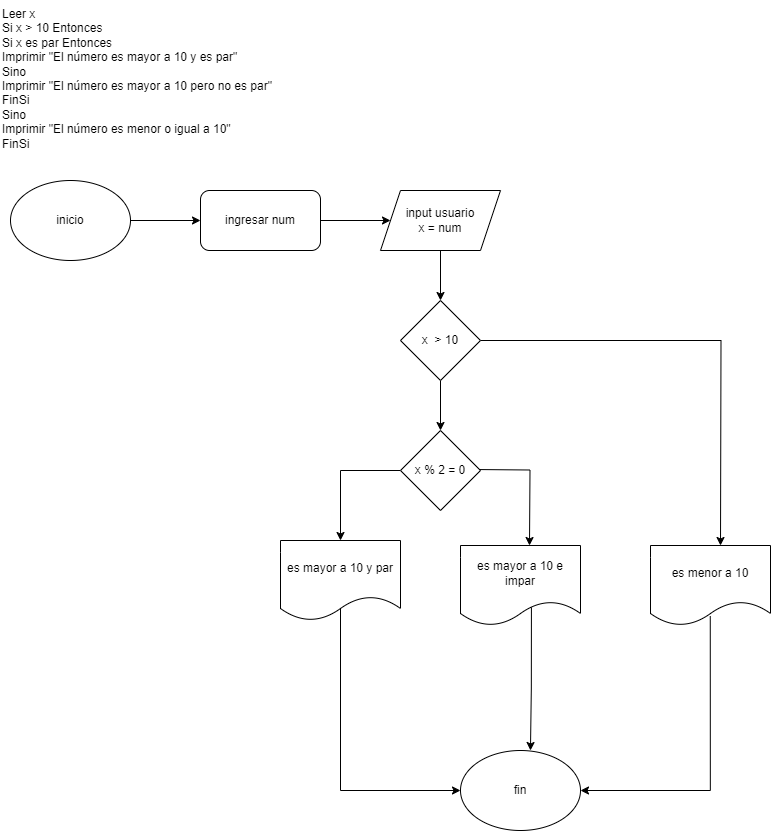 Leer x
Si x > 10 Entonces
Si x es par Entonces
Imprimir "El número es mayor a 10 y es par"
Sino
Imprimir "El número es mayor a 10 pero no es par"
FinSi
Sino
Imprimir "El número es menor o igual a 10"
FinSi
inicio
ingresar num
input usuario
x = num
x > 10
x % 2 = 0
es mayor a 10 y par
es mayor a 10 e
impar
es menor a 10
fin